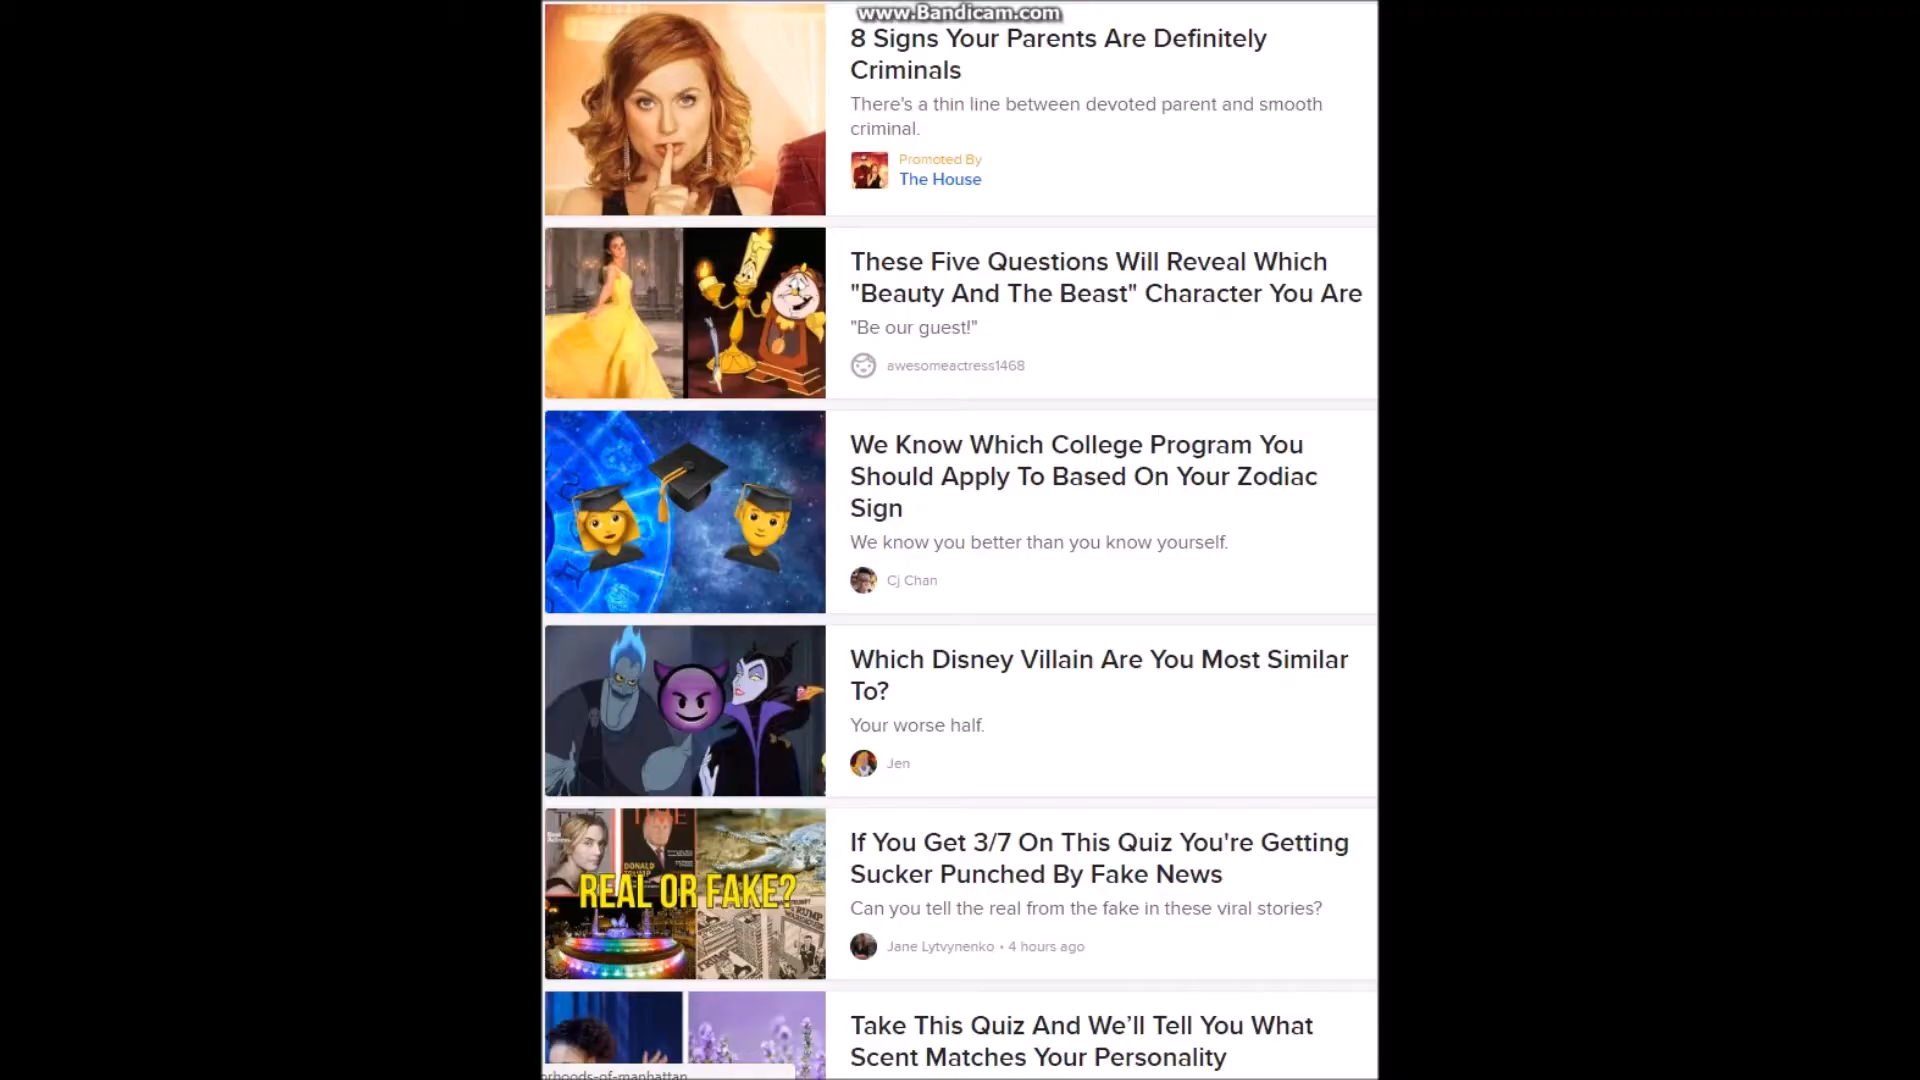 www.Bandicam.com
8 Signs Your Parents Are Definitely
Criminals
There's a thin line between devoted parent and smooth
criminal.
Promoted By
The House
These Five Questions Will Reveal Which
"Beauty And The Beast" Character You Are
"Be our guest!"
awesomeactress1468
We Know Which College Program You
Should Apply To Based On Your Zodiac
Sign
We know you better than you know yourself.
Cj Chan
Which Disney Villain Are You Most Similar
To?
Your worse half.
Jen
TIME
DONALD
REAL OR FAKE?
TRUMP
If You Get 3/7 On This Quiz You're Getting
Sucker Punched By Fake News
Can you tell the real from the fake in these viral stories?
Jane Lytvynenko • 4 hours ago
Take This Quiz And We’ll Tell You What
Scent Matches Your Personality
orhoods-of-manhattan